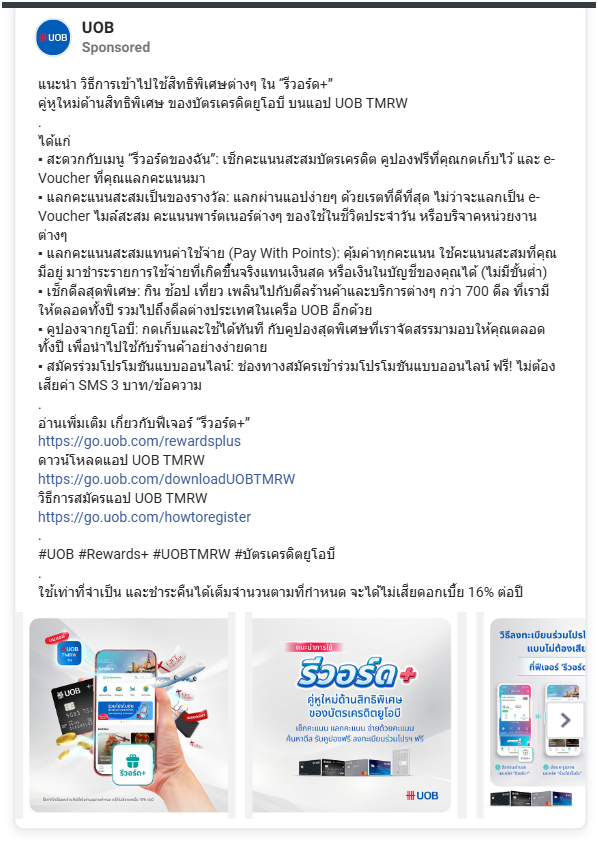 UOB
UOB
Sponsored
แนะนำ วิธีการเข้าไปใช้สิทธิพิเศษต่างๆ ใน “รีวอร์ด+”
คู่หูใหม่ด้านสิทธิพิเศษ ของบัตรเครดิตยูโอบี บนแอป UOB TMRW
.
ได้แก่
▪ สะดวกกับเมนู “รีวอร์ดของฉัน”: เช็กคะแนนสะสมบัตรเครดิต คูปองฟรีที่คุณกดเก็บไว้ และ e-
Voucher ที่คุณแลกคะแนนมา
▪ แลกคะแนนสะสมเป็นของรางวัล: แลกผ่านแอปง่ายๆ ด้วยเรตที่ดีที่สุด ไม่ว่าจะแลกเป็น e-
Voucher ไมล์สะสม คะแนนพาร์ตเนอร์ต่างๆ ของใช้ในชีวิตประจำวัน หรือบริจาคหน่วยงาน
ต่างๆ
▪ แลกคะแนนสะสมแทนค่าใช้จ่าย (Pay With Points): คุ้มค่าทุกคะแนน ใช้คะแนนสะสมที่คุณ
มีอยู่ มาชำระรายการใช้จ่ายที่เกิดขึ้นจริงแทนเงินสด หรือเงินในบัญชีของคุณได้ (ไม่มีขั้นต่ำ)
▪ เช็กดีลสุดพิเศษ: กิน ช้อป เที่ยว เพลินไปกับดีลร้านค้าและบริการต่างๆ กว่า 700 ดีล ที่เรามี
ให้ตลอดทั้งปี รวมไปถึงดีลต่างประเทศในเครือ UOB อีกด้วย
▪ คูปองจากยูโอบี: กดเก็บและใช้ได้ทันที กับคูปองสุดพิเศษที่เราจัดสรรมามอบให้คุณตลอด
ทั้งปี เพื่อนำไปใช้กับร้านค้าอย่างง่ายดาย
▪ สมัครร่วมโปรโมชันแบบออนไลน์: ช่องทางสมัครเข้าร่วมโปรโมชันแบบออนไลน์ ฟรี! ไม่ต้อง
เสียค่า SMS 3 บาท/ข้อความ
.
อ่านเพิ่มเติม เกี่ยวกับฟีเจอร์ “รีวอร์ด+”
https://go.uob.com/rewardsplus
ดาวน์โหลดแอป UOB TMRW
https://go.uob.com/downloadUOBTMRW
วิธีการสมัครแอป UOB TMRW
https://go.uob.com/howtoregister
.
#UOB #Rewards+ #UOBTMRW #บัตรเครดิตยูโอบี
.
ใช้เท่าที่จำเป็น และชำระคืนได้เต็มจำนวนตามที่กำหนด จะได้ไม่เสียดอกเบี้ย 16% ต่อปี
UOB
TMRW
UOB
รีวอร์ด+
แนะนำการใช้
รีวอร์ด+
คู่หูใหม่ด้านสิทธิพิเศษ
ของบัตรเครดิตยูโอบี
เช็กคะแนน แลกคะแนน จ่ายด้วยคะแนน
ค้นหาดีล รับคูปองฟรี ลงทะเบียนร่วมโปรฯ ฟรี
UOB
วิธีลงทะเบียนร่วมโปรโ
แบบไม่ต้องเสีย
ที่ฟีเจอร์ “รีวอร์ด